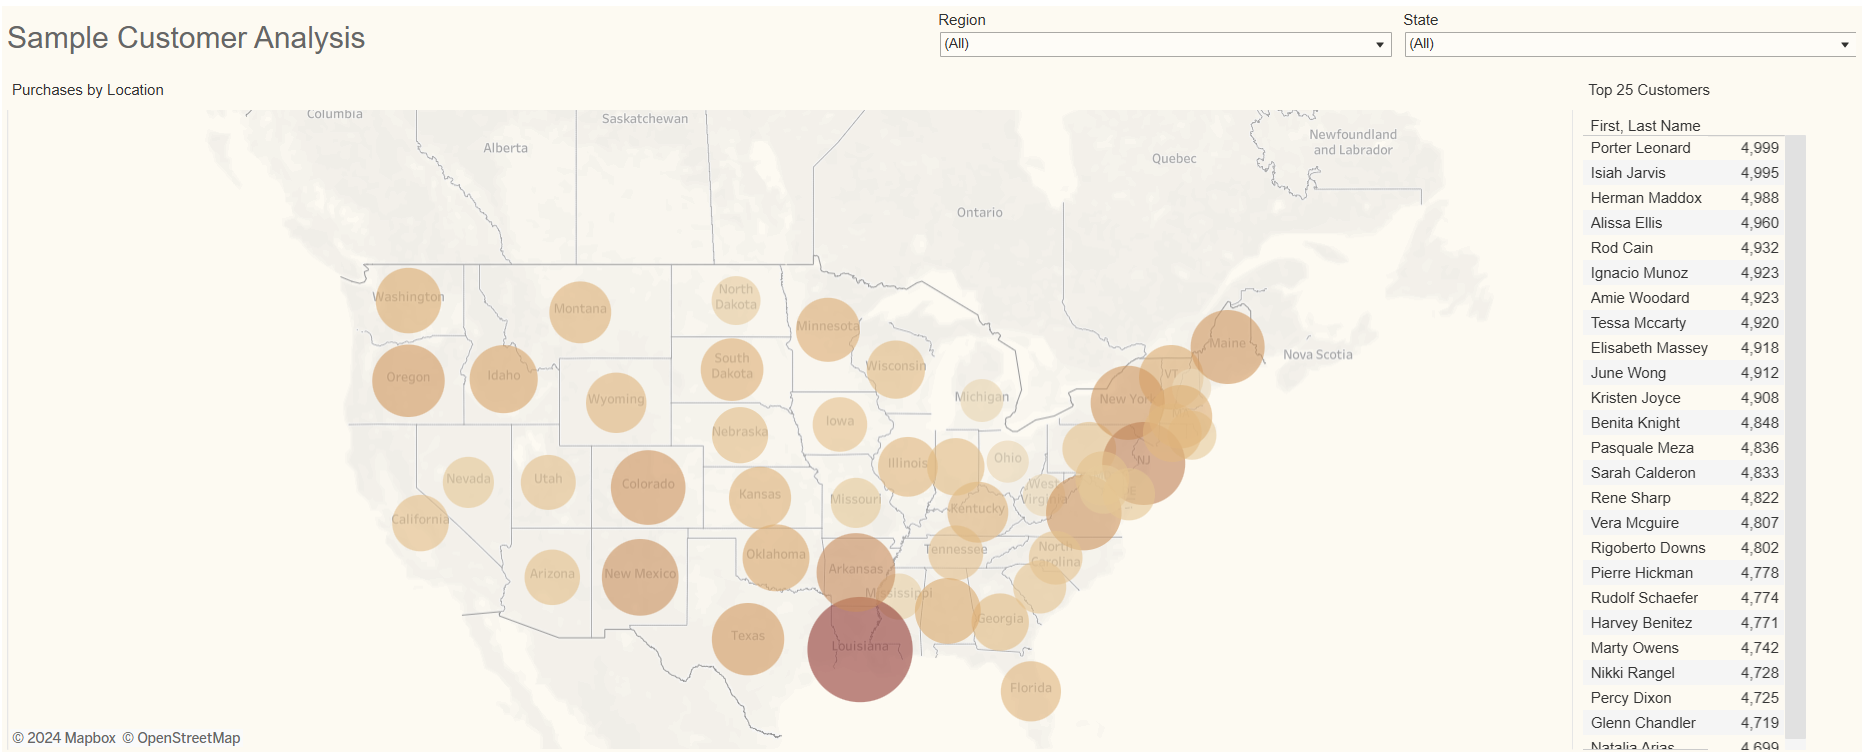 Sample Customer Analysis
Region
(All)
State
(All)
Purchases by Location
Top 25 Customers
First, Last Name
Porter Leonard 4,999
Isiah Jarvis 4,995
Herman Maddox 4,988
Alissa Ellis 4,960
Rod Cain 4,932
Ignacio Munoz 4,923
Amie Woodard 4,923
Tessa Mccarty 4,920
Elisabeth Massey 4,918
June Wong 4,912
Kristen Joyce 4,908
Benita Knight 4,848
Pasquale Meza 4,836
Sarah Calderon 4,833
Rene Sharp 4,822
Vera Mcguire 4,807
Rigoberto Downs 4,802
Pierre Hickman 4,778
Rudolf Schaefer 4,774
Harvey Benitez 4,771
Marty Owens 4,742
Nikki Rangel 4,728
Percy Dixon 4,725
Glenn Chandler 4,719
Natalia Arias 4,699
Columbia
Saskatchewan
Alberta
Newfoundland
and Labrador
Quebec
Ontario
Nova Scotia
Washington
Montana
North
Dakota
Minnesota
Maine
Oregon
Idaho
South
Dakota
Wisconsin
VT
Wyoming
Michigan
New York
Nebraska
Iowa
Nevada
Utah
Colorado
Kansas
Missouri
Illinois
Ohio
NJ
West
Virginia
California
Kentucky
Arizona
New Mexico
Oklahoma
Arkansas
Tennessee
North
Carolina
Mississippi
Georgia
Texas
Louisiana
Florida
© 2024 Mapbox © OpenStreetMap